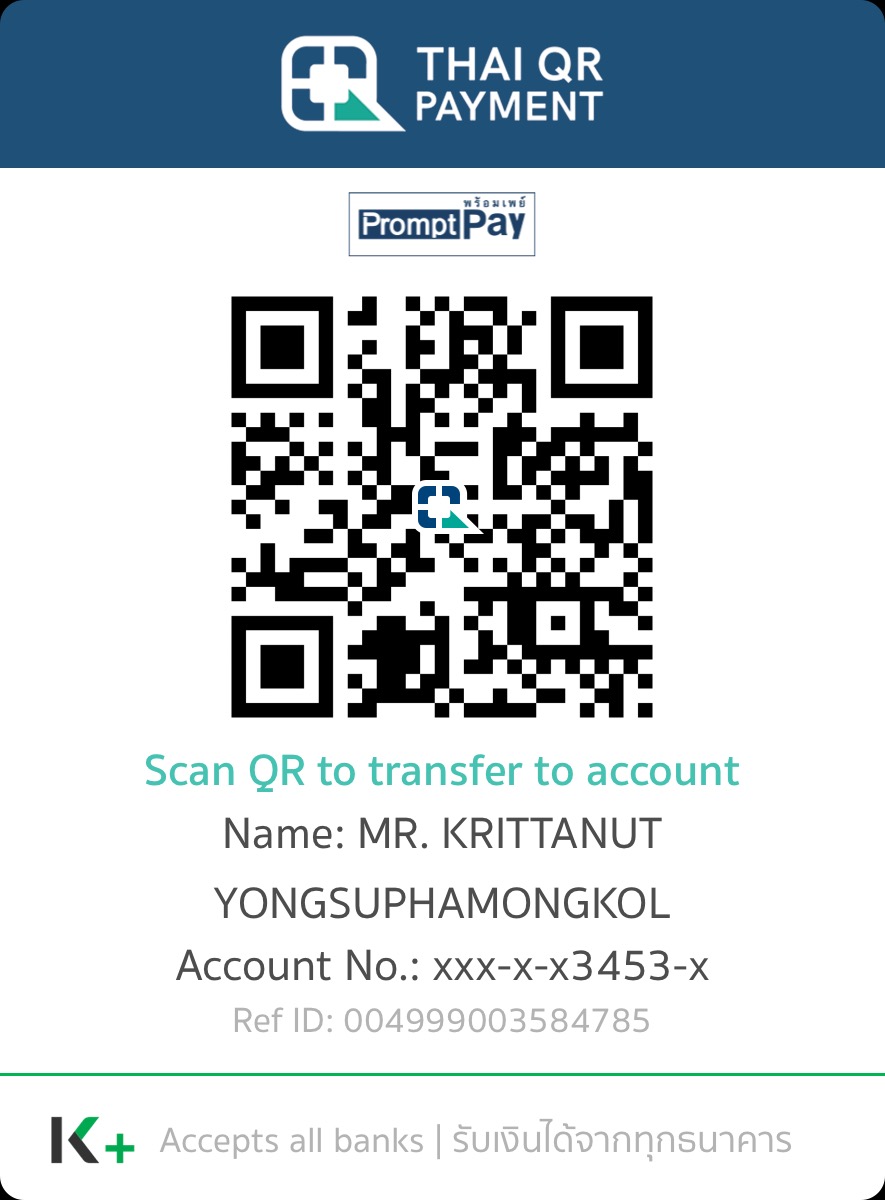 THAI QR
PAYMENT
พร้อมเพย์
PromptPay
Scan QR to transfer to account
Name: MR. KRITTANUT
YONGSUPHAMONGKOL
Account No.: xxx-x-x3453-x
Ref ID: 004999003584785
K+ Accepts all banks | รับเงินได้จากทุกธนาคาร